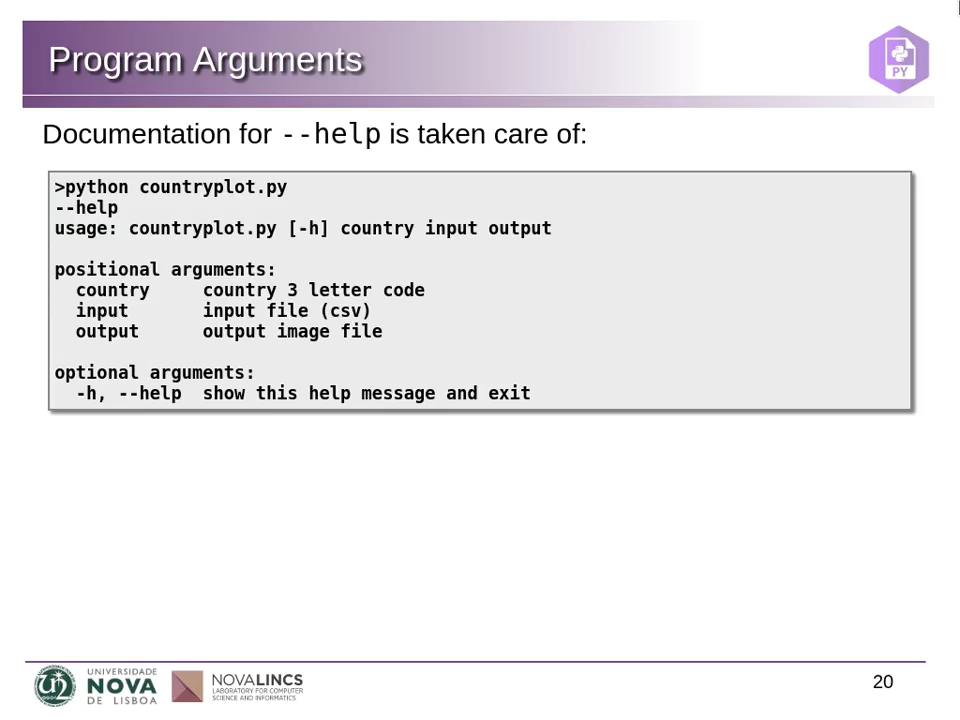 Program Arguments
PY
Documentation for --help is taken care of:
>python countryplot.py
--help
usage: countryplot.py [-h] country input output
positional arguments:
country     country 3 letter code
input       input file (csv)
output      output image file
optional arguments:
-h, --help  show this help message and exit
UNIVERSIDADE
NOVA
DE LISBOA
NOVALINCS
LABORATORY FOR COMPUTER
SCIENCE AND INFORMATICS
20